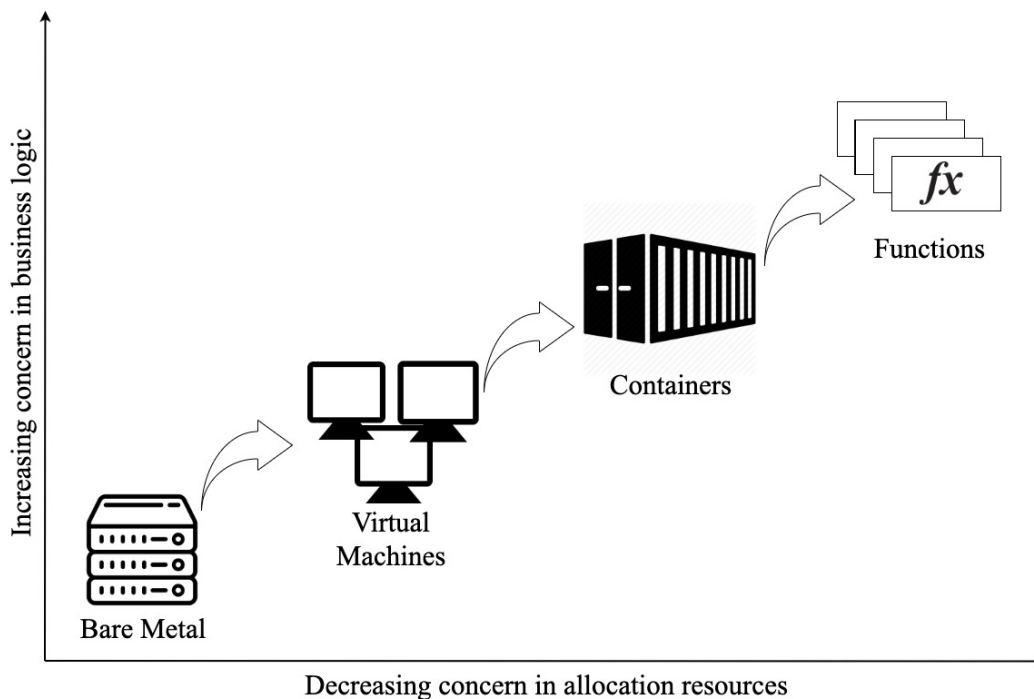 Increasing concern in business logic
fx
Functions
Containers
Virtual
Machines
Bare Metal
Decreasing concern in allocation resources